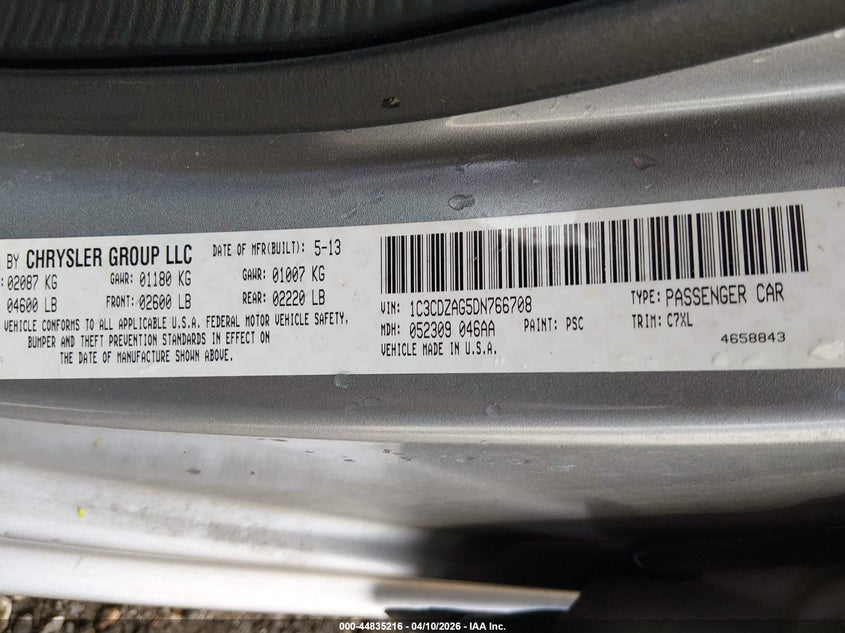 BY CHRYSLER GROUP LLC DATE OF MFR(BUILT): 5-13
: 02087 KG GAWR: 01180 KG GAWR: 01007 KG
04600 LB FRONT: 02600 LB REAR: 02220 LB
VEHICLE CONFORMS TO ALL APPLICABLE U.S.A. FEDERAL MOTOR VEHICLE SAFETY,
BUMPER AND THEFT PREVENTION STANDARDS IN EFFECT ON
THE DATE OF MANUFACTURE SHOWN ABOVE.
VIN: 1C3CDZAG5DN766708 TYPE: PASSENGER CAR
MDH: 052309 046AA PAINT: PSC TRIM: C7XL
VEHICLE MADE IN U.S.A. 4658843
000-44835216 - 04/10/2026 - IAA Inc.